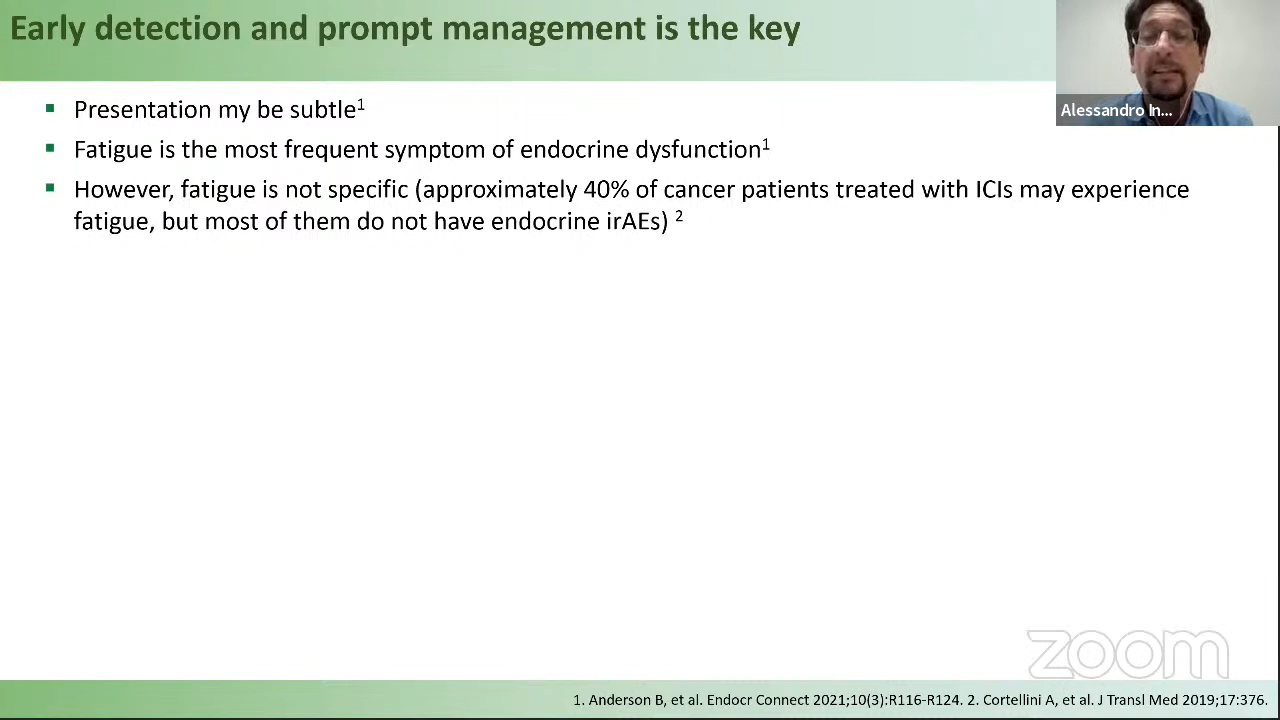 Early detection and prompt management is the key
Alessandro In...
▪ Presentation my be subtle¹
▪ Fatigue is the most frequent symptom of endocrine dysfunction¹
▪ However, fatigue is not specific (approximately 40% of cancer patients treated with ICIs may experience
fatigue, but most of them do not have endocrine irAEs) ²
zoom
1. Anderson B, et al. Endocr Connect 2021;10(3):R116-R124. 2. Cortellini A, et al. J Transl Med 2019;17:376.